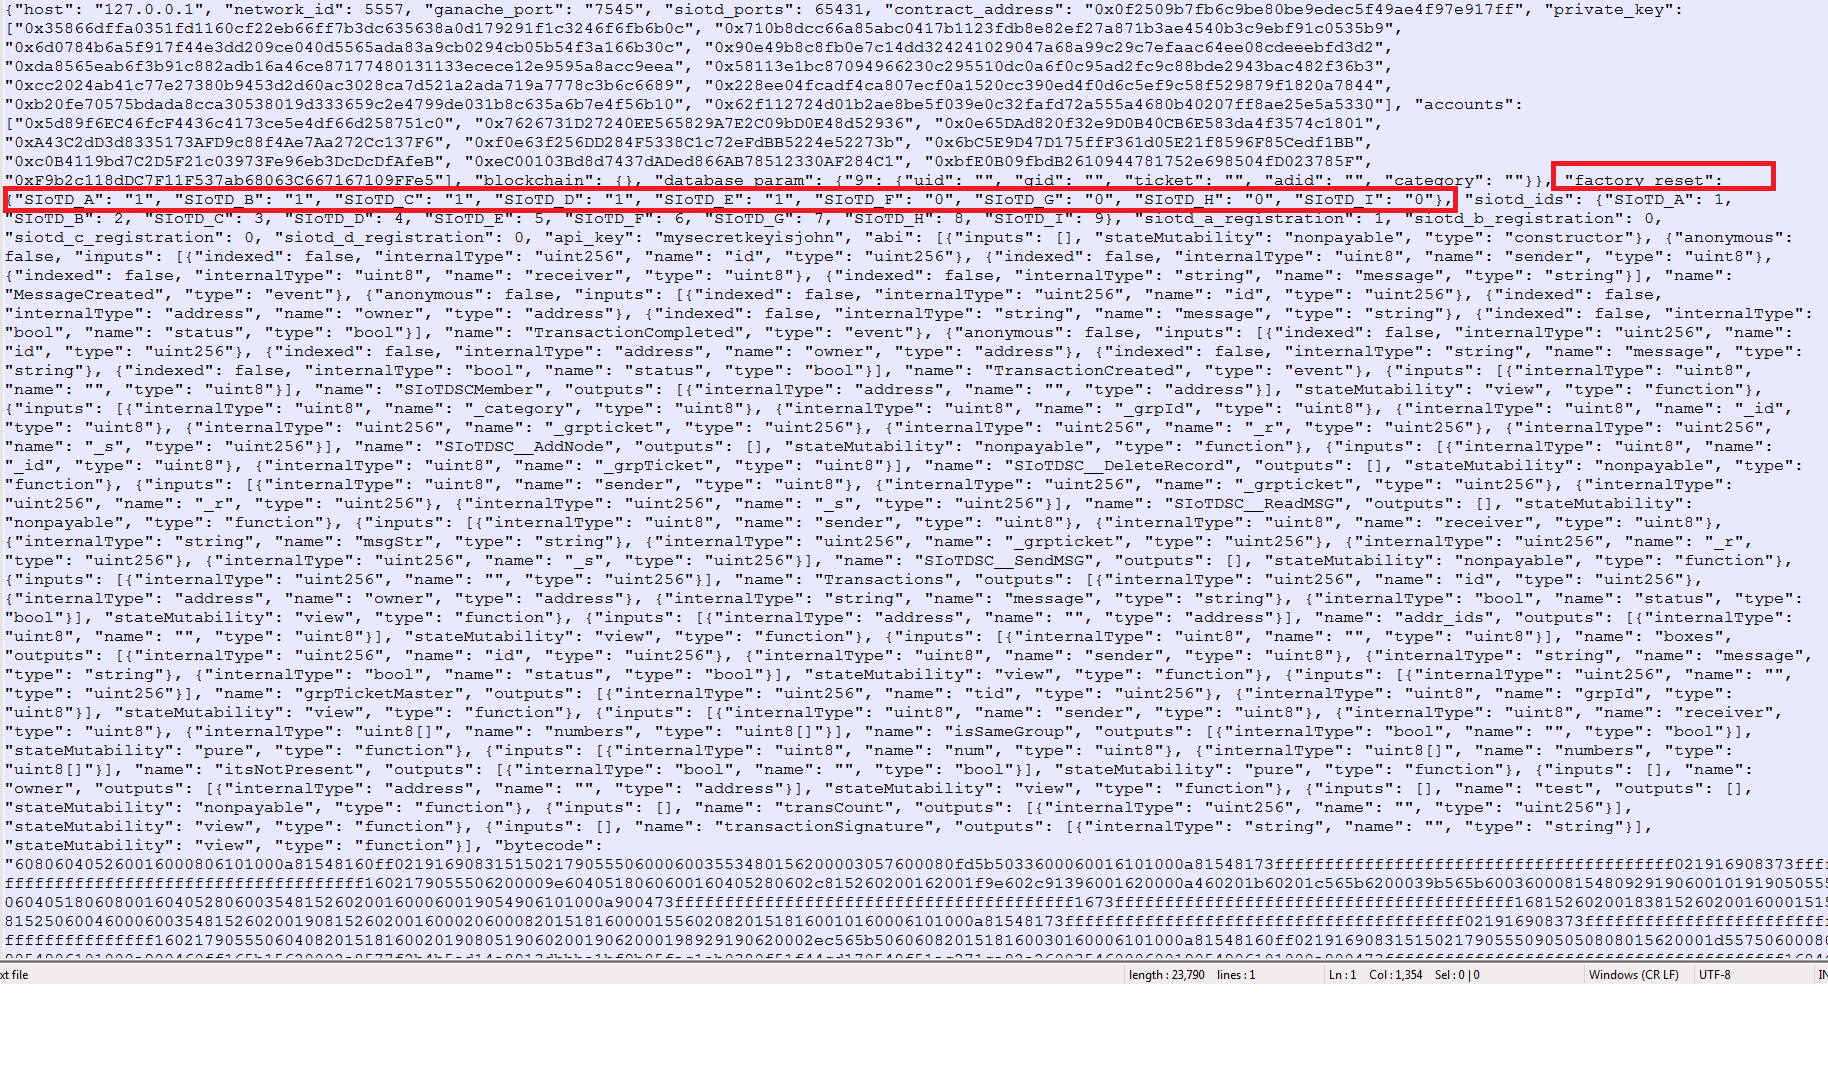 {"host": "127.0.0.1", "network_id": 5557, "ganache_port": "7545", "siotd_ports": 65431, "contract_address": "0x0f2509b7fb6c9be80be9edec5f49ae4f97e917ff", "private_key":
["0x35866dffa0351fd1160cf22eb66ff7b3dc635638a0d179291f1c3246f6fb6b0c", "0x710b8dcc66a85abc0417b1123fdb8e82ef27a871b3ae4540b3c9ebf91c0535b9",
"0x6d0784b6a5f917f44e3dd209ce040d5565ada83a9cb0294cb05b54f3a166b30c", "0x90e49b8c8fb0e7c14dd324241029047a68a99c29c7efaac64ee08cdeeebfd3d2",
"0xda8565eab6f3b91c882adb16a46ce87177480131133ecece12e9595a8acc9eea", "0x58113e1bc87094966230c295510dc0a6f0c95ad2fc9c88bde2943bac482f36b3",
"0xcc2024ab41c77e27380b9453d2d60ac3028ca7d521a2ada719a7778c3b6c6689", "0x228ee04fcadf4ca807ecf0a1520cc390ed4f0d6c5ef9c58f529879f1820a7844",
"0xb20fe70575bdada8cca30538019d333659c2e4799de031b8c635a6b7e4f56b10", "0x62f112724d01b2ae8be5f039e0c32fafd72a555a4680b40207ff8ae25e5a5330"], "accounts":
["0x5d89f6EC46fcF4436c4173ce5e4df66d258751c0", "0x7626731D27240EE565829A7E2C09bD0E48d52936", "0x0e65DAd820f32e9D0B40CB6E583da4f3574c1801",
"0xA43C2dD3d8335173AFD9c88f4Ae7Aa272Cc137F6", "0xf0e63f256DD284F5338C1c72eFdBB5224e52273b", "0x6bC5E9D47D175ffF361d05E21f8596F85Cedf1BB",
"0xc0B4119bd7c2D5F21c03973Fe96eb3DcDcDfAfeB", "0xeC00103Bd8d7437dADed866AB78512330AF284C1", "0xbfE0B09fbdB2610944781752e698504fD023785F",
"0xF9b2c118dDC7F11F537ab68063C667167109FFe5"], "blockchain": {}, "database_param": {"9": {"uid": "", "gid": "", "ticket": "", "adid": "", "category": ""}}, "factory_reset":
{"SIoTD_A": "1", "SIoTD_B": "1", "SIoTD_C": "1", "SIoTD_D": "1", "SIoTD_E": "1", "SIoTD_F": "0", "SIoTD_G": "0", "SIoTD_H": "0", "SIoTD_I": "0"}, "siotd_ids": {"SIoTD_A": 1,
"SIoTD_B": 2, "SIoTD_C": 3, "SIoTD_D": 4, "SIoTD_E": 5, "SIoTD_F": 6, "SIoTD_G": 7, "SIoTD_H": 8, "SIoTD_I": 9}, "siotd_a_registration": 1, "siotd_b_registration": 0,
"siotd_c_registration": 0, "siotd_d_registration": 0, "api_key": "mysecretkeyisjohn", "abi": [{"inputs": [], "stateMutability": "nonpayable", "type": "constructor"}, {"anonymous":
false, "inputs": [{"indexed": false, "internalType": "uint256", "name": "id", "type": "uint256"}, {"indexed": false, "internalType": "uint8", "name": "sender", "type": "uint8"},
{"indexed": false, "internalType": "uint8", "name": "receiver", "type": "uint8"}, {"indexed": false, "internalType": "string", "name": "message", "type": "string"}], "name":
"MessageCreated", "type": "event"}, {"anonymous": false, "inputs": [{"indexed": false, "internalType": "uint256", "name": "id", "type": "uint256"}, {"indexed": false,
"internalType": "address", "name": "owner", "type": "address"}, {"indexed": false, "internalType": "string", "name": "message", "type": "string"}, {"indexed": false, "internalType":
"bool", "name": "status", "type": "bool"}], "name": "TransactionCompleted", "type": "event"}, {"anonymous": false, "inputs": [{"indexed": false, "internalType": "uint256", "name":
"id", "type": "uint256"}, {"indexed": false, "internalType": "address", "name": "owner", "type": "address"}, {"indexed": false, "internalType": "string", "name": "message", "type":
"string"}, {"indexed": false, "internalType": "bool", "name": "status", "type": "bool"}], "name": "TransactionCreated", "type": "event"}, {"inputs": [{"internalType": "uint8",
"name": "", "type": "uint8"}], "name": "SIoTDSCMember", "outputs": [{"internalType": "address", "name": "", "type": "address"}], "stateMutability": "view", "type": "function"},
{"inputs": [{"internalType": "uint8", "name": "_category", "type": "uint8"}, {"internalType": "uint8", "name": "_grpId", "type": "uint8"}, {"internalType": "uint8", "name": "_id",
"type": "uint8"}, {"internalType": "uint256", "name": "_grpticket", "type": "uint256"}, {"internalType": "uint256", "name": "_r", "type": "uint256"}, {"internalType": "uint256",
"name": "_s", "type": "uint256"}], "name": "SIoTDSC__AddNode", "outputs": [], "stateMutability": "nonpayable", "type": "function"}, {"inputs": [{"internalType": "uint8", "name":
"_id", "type": "uint8"}, {"internalType": "uint8", "name": "_grpTicket", "type": "uint8"}], "name": "SIoTDSC__DeleteRecord", "outputs": [], "stateMutability": "nonpayable", "type":
"function"}, {"inputs": [{"internalType": "uint8", "name": "sender", "type": "uint8"}, {"internalType": "uint256", "name": "_grpticket", "type": "uint256"}, {"internalType":
"uint256", "name": "_r", "type": "uint256"}, {"internalType": "uint256", "name": "_s", "type": "uint256"}], "name": "SIoTDSC__ReadMSG", "outputs": [], "stateMutability":
"nonpayable", "type": "function"}, {"inputs": [{"internalType": "uint8", "name": "sender", "type": "uint8"}, {"internalType": "uint8", "name": "receiver", "type": "uint8"},
{"internalType": "string", "name": "msgStr", "type": "string"}, {"internalType": "uint256", "name": "_grpticket", "type": "uint256"}, {"internalType": "uint256", "name": "_r",
"type": "uint256"}, {"internalType": "uint256", "name": "_s", "type": "uint256"}], "name": "SIoTDSC__SendMSG", "outputs": [], "stateMutability": "nonpayable", "type": "function"},
{"inputs": [{"internalType": "uint256", "name": "", "type": "uint256"}], "name": "Transactions", "outputs": [{"internalType": "uint256", "name": "id", "type": "uint256"},
{"internalType": "address", "name": "owner", "type": "address"}, {"internalType": "string", "name": "message", "type": "string"}, {"internalType": "bool", "name": "status", "type":
"bool"}], "stateMutability": "view", "type": "function"}, {"inputs": [{"internalType": "address", "name": "", "type": "address"}], "name": "addr_ids", "outputs": [{"internalType":
"uint8", "name": "", "type": "uint8"}], "stateMutability": "view", "type": "function"}, {"inputs": [{"internalType": "uint8", "name": "", "type": "uint8"}], "name": "boxes",
"outputs": [{"internalType": "uint256", "name": "id", "type": "uint256"}, {"internalType": "uint8", "name": "sender", "type": "uint8"}, {"internalType": "string", "name": "message",
"type": "string"}, {"internalType": "bool", "name": "status", "type": "bool"}], "stateMutability": "view", "type": "function"}, {"inputs": [{"internalType": "uint256", "name": "",
"type": "uint256"}], "name": "grpTicketMaster", "outputs": [{"internalType": "uint256", "name": "tid", "type": "uint256"}, {"internalType": "uint8", "name": "grpId", "type":
"uint8"}], "stateMutability": "view", "type": "function"}, {"inputs": [{"internalType": "uint8", "name": "sender", "type": "uint8"}, {"internalType": "uint8", "name": "receiver",
"type": "uint8"}, {"internalType": "uint8[]", "name": "numbers", "type": "uint8[]"}], "name": "isSameGroup", "outputs": [{"internalType": "bool", "name": "", "type": "bool"}],
"stateMutability": "pure", "type": "function"}, {"inputs": [{"internalType": "uint8", "name": "num", "type": "uint8"}, {"internalType": "uint8[]", "name": "numbers", "type":
"uint8[]"}], "name": "itsNotPresent", "outputs": [{"internalType": "bool", "name": "", "type": "bool"}], "stateMutability": "pure", "type": "function"}, {"inputs": [], "name":
"owner", "outputs": [{"internalType": "address", "name": "", "type": "address"}], "stateMutability": "view", "type": "function"}, {"inputs": [], "name": "test", "outputs": [],
"stateMutability": "nonpayable", "type": "function"}, {"inputs": [], "name": "transCount", "outputs": [{"internalType": "uint256", "name": "", "type": "uint256"}],
"stateMutability": "view", "type": "function"}, {"inputs": [], "name": "transactionSignature", "outputs": [{"internalType": "string", "name": "", "type": "string"}],
"stateMutability": "view", "type": "function"}], "bytecode":
xt file length : 23,790 lines : 1 Ln : 1 Col : 1,354 Sel : 0 | 0 Windows (CR LF) UTF-8 IN